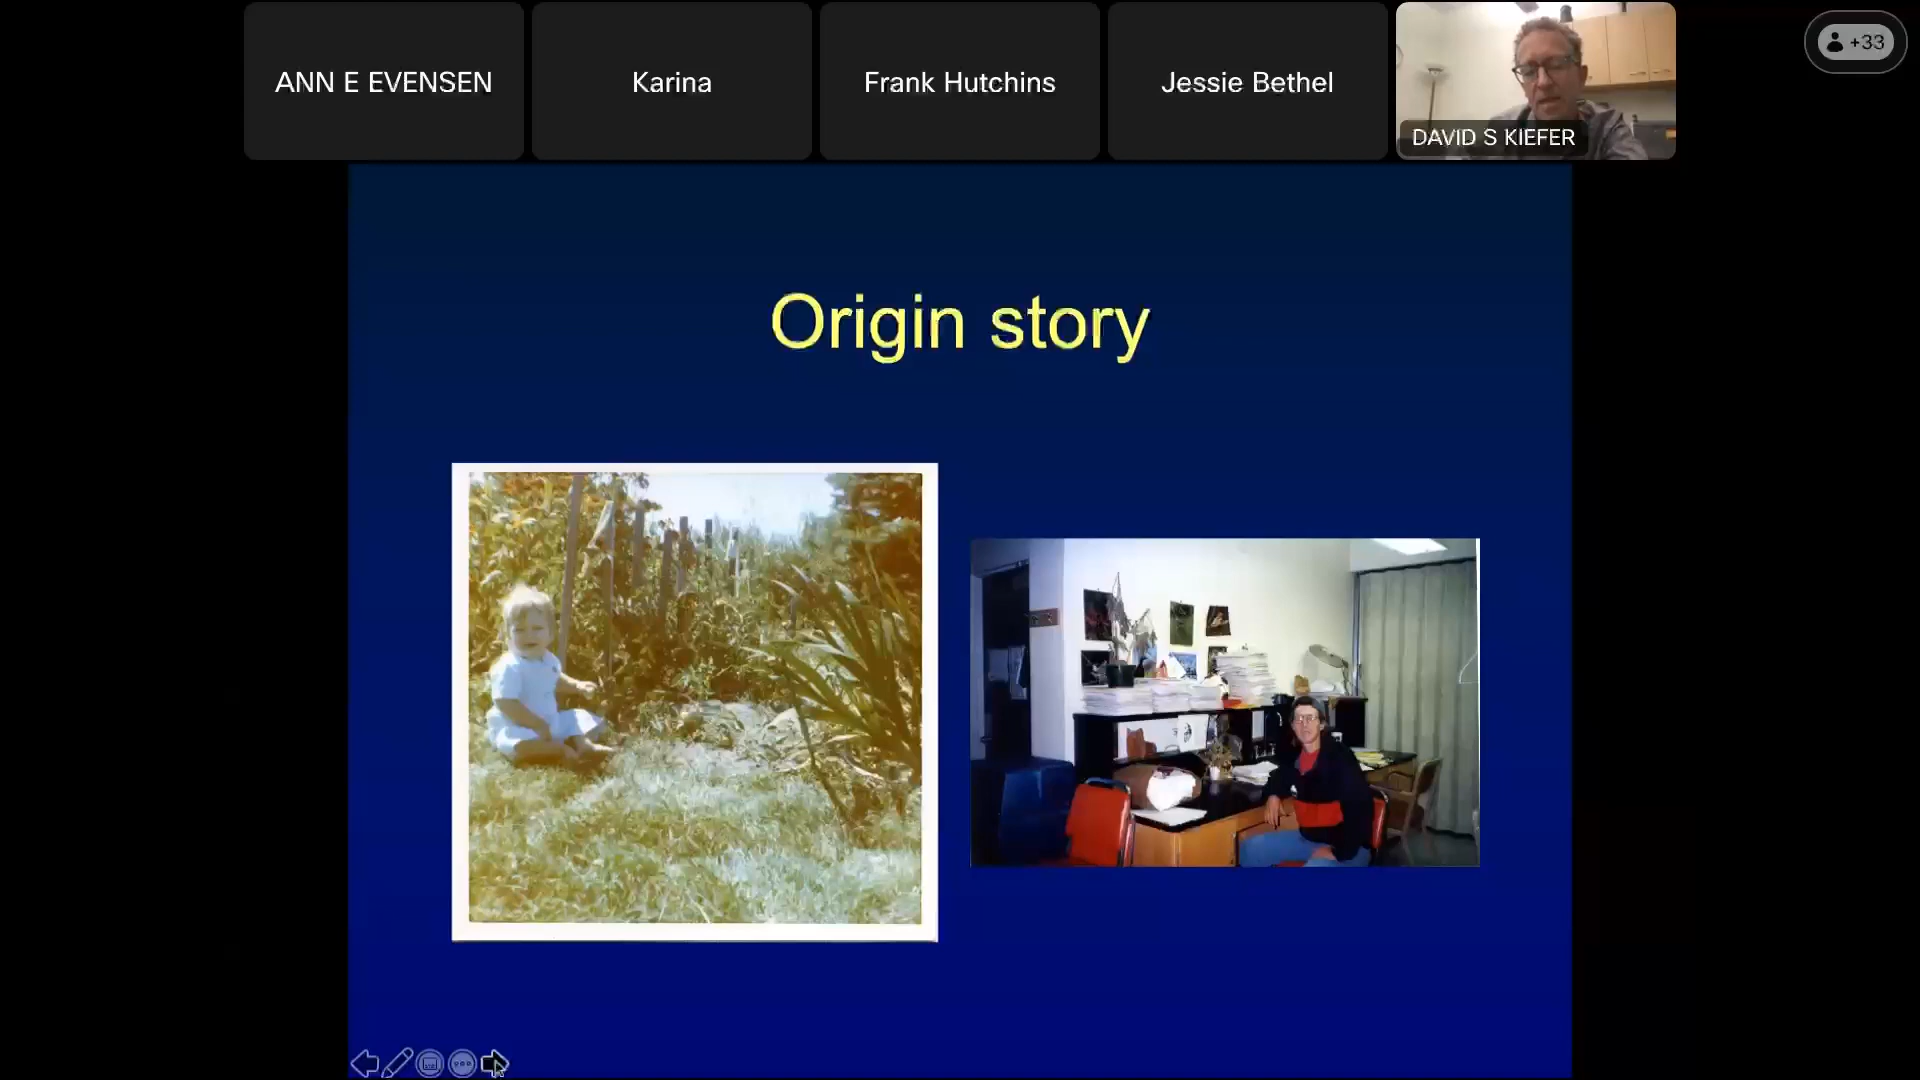 ANN E EVENSEN
Karina
Frank Hutchins
Jessie Bethel
DAVID S KIEFER
+33
Origin story